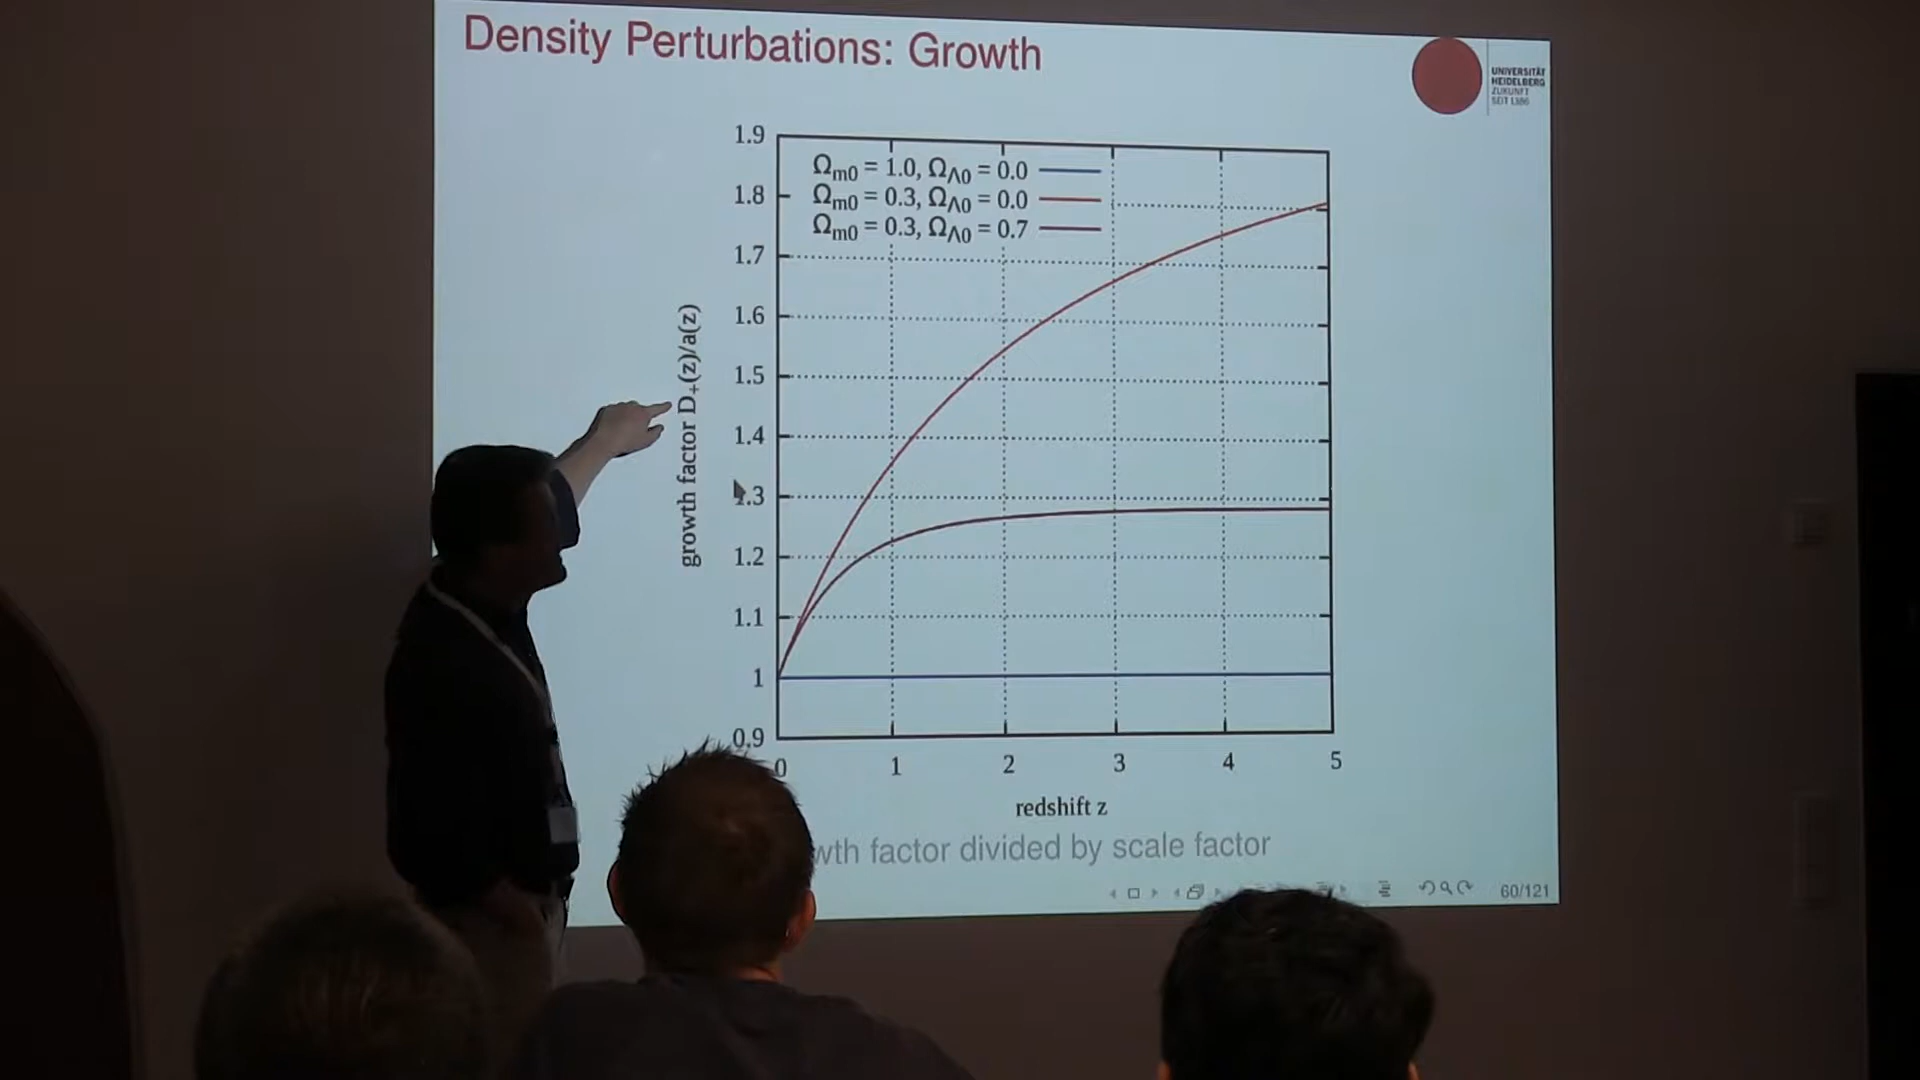 Density Perturbations: Growth
UNIVERSITÄT
HEIDELBERG
ZUKUNFT
SEIT 1386
1.9
Ωm0 = 1.0, ΩΛ0 = 0.0
1.8
Ωm0 = 0.3, ΩΛ0 = 0.0
Ωm0 = 0.3, ΩΛ0 = 0.7
1.7
1.6
1.5
1.4
.3
1.2
1.1
1
0.9
growth factor D+(z)/a(z)
0 1 2 3 4 5
redshift z
wth factor divided by scale factor
60/121